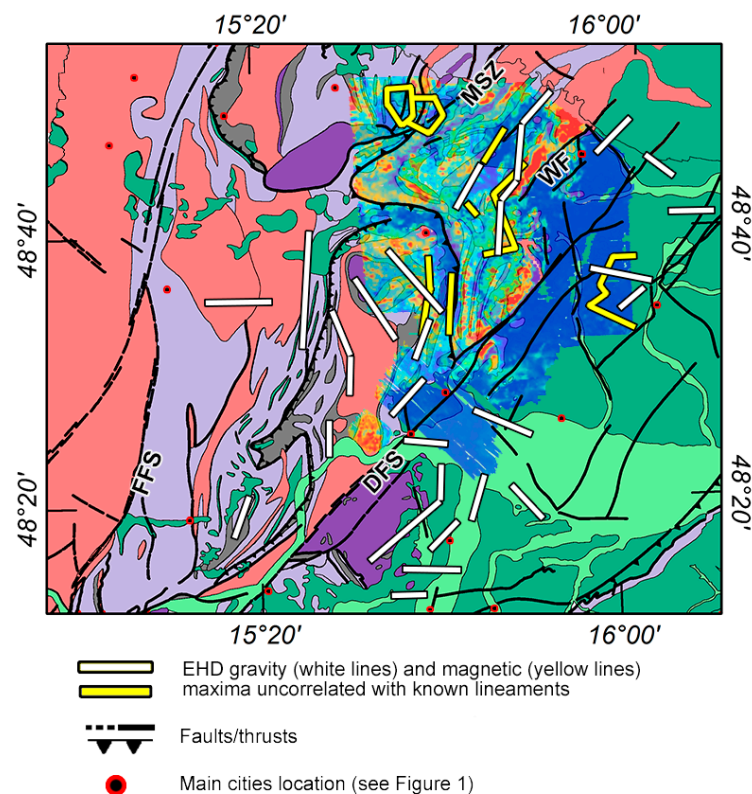 15°20' 16°00'
MSZ
WF
48°40' 48°40'
FFS
DFS
48°20' 48°20'
15°20' 16°00'
EHD gravity (white lines) and magnetic (yellow lines)
maxima uncorrelated with known lineaments
Faults/thrusts
Main cities location (see Figure 1)